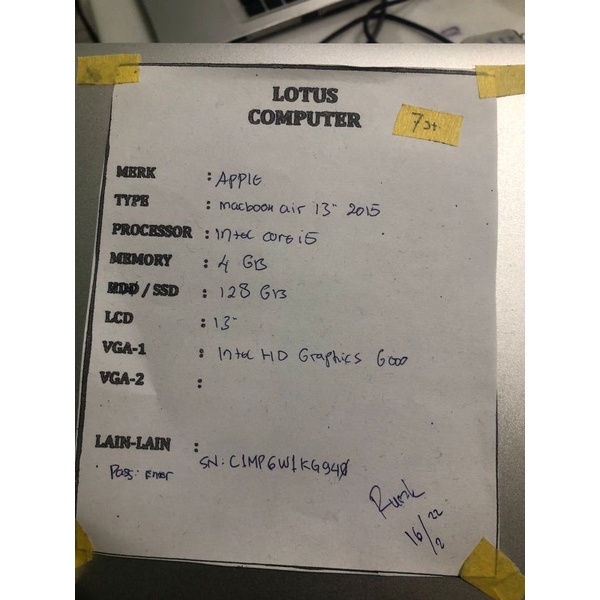 LOTUS
COMPUTER
7jt
MERK : APPLE
TYPE : macbook air 13" 2015
PROCESSOR : Intel core i5
MEMORY : 4 GB
HDD / SSD : 128 GB
LCD : 13"
VGA-1 : Intel HD Graphics 6000
VGA-2 :
LAIN-LAIN :
Pass: Enter
SN: C1MP6W1KG940
16/2 22